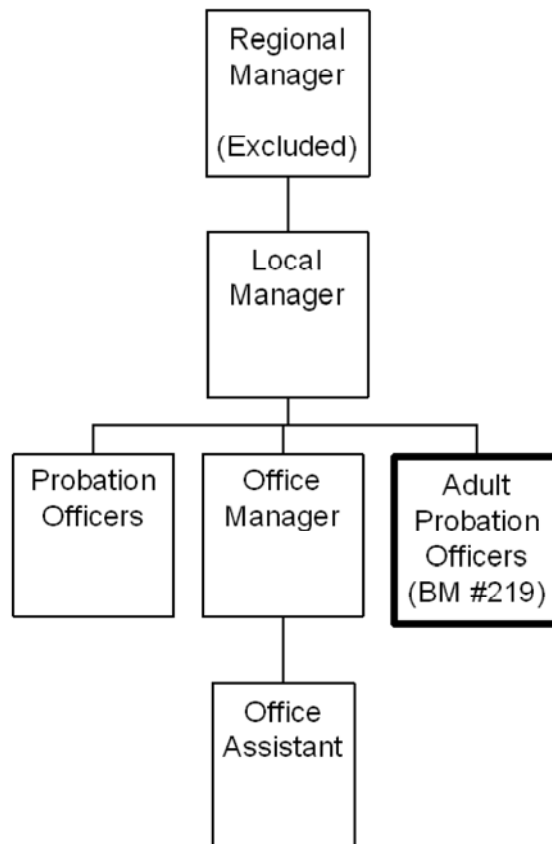 Regional
Manager
(Excluded)
Local
Manager
Probation
Officers
Office
Manager
Adult
Probation
Officers
(BM #219)
Office
Assistant